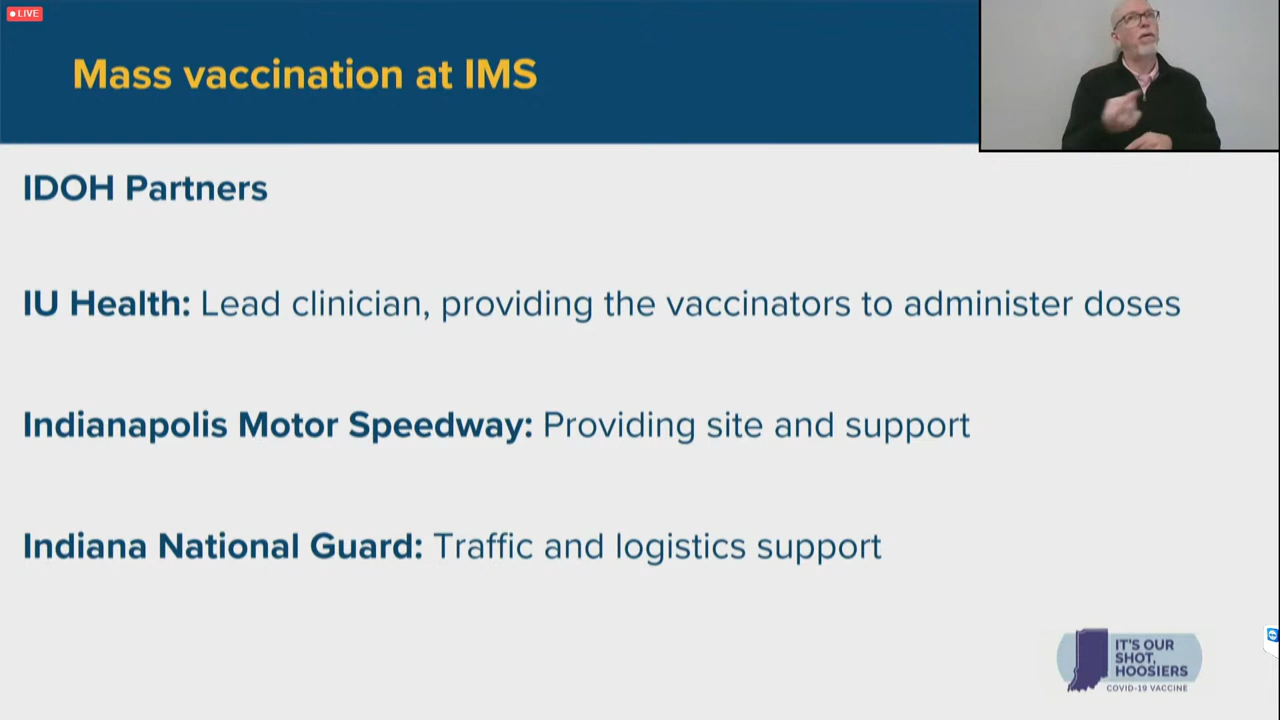 LIVE
Mass vaccination at IMS
IDOH Partners
IU Health: Lead clinician, providing the vaccinators to administer doses
Indianapolis Motor Speedway: Providing site and support
Indiana National Guard: Traffic and logistics support
IT'S OUR
SHOT,
HOOSIERS
COVID-19 VACCINE